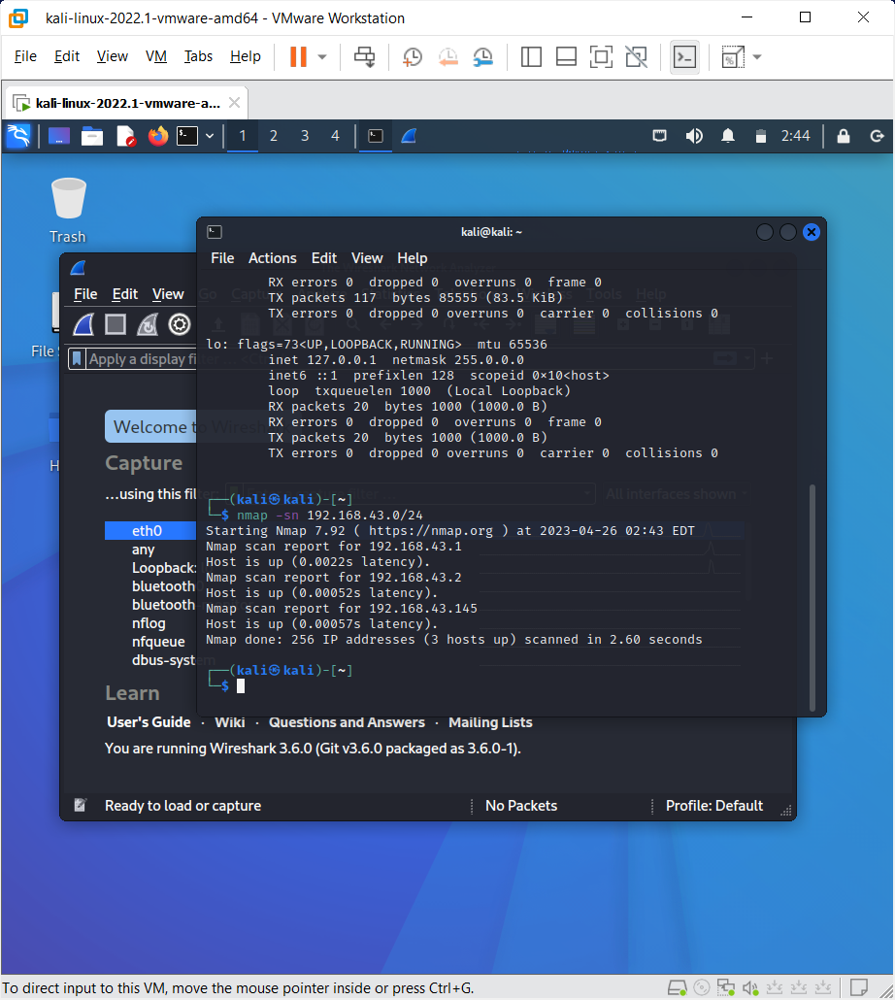 kali-linux-2022.1-vmware-amd64 - VMware Workstation
File Edit View VM Tabs Help
kali-linux-2022.1-vmware-a...
1 2 3 4 2:44
Trash
kali@kali: ~
File Actions Edit View Help
RX errors 0 dropped 0 overruns 0 frame 0
TX packets 117 bytes 85555 (83.5 KiB)
TX errors 0 dropped 0 overruns 0 carrier 0 collisions 0
lo: flags=73<UP,LOOPBACK,RUNNING> mtu 65536
inet 127.0.0.1 netmask 255.0.0.0
inet6 ::1 prefixlen 128 scopeid 0×10<host>
loop txqueuelen 1000 (Local Loopback)
RX packets 20 bytes 1000 (1000.0 B)
RX errors 0 dropped 0 overruns 0 frame 0
TX packets 20 bytes 1000 (1000.0 B)
TX errors 0 dropped 0 overruns 0 carrier 0 collisions 0
┌──(kali㉿kali)-[~]
└─$ nmap -sn 192.168.43.0/24
Starting Nmap 7.92 ( https://nmap.org ) at 2023-04-26 02:43 EDT
Nmap scan report for 192.168.43.1
Host is up (0.0022s latency).
Nmap scan report for 192.168.43.2
Host is up (0.00052s latency).
Nmap scan report for 192.168.43.145
Host is up (0.00057s latency).
Nmap done: 256 IP addresses (3 hosts up) scanned in 2.60 seconds
┌──(kali㉿kali)-[~]
└─$
File Edit View Go Tools Help
Apply a display
File
Welcome to Wireshark
Capture
...using this filter All interfaces shown
eth0
any
Loopback:
bluetooth
bluetooth-
nflog
nfqueue
dbus-system
Learn
User's Guide · Wiki · Questions and Answers · Mailing Lists
You are running Wireshark 3.6.0 (Git v3.6.0 packaged as 3.6.0-1).
Ready to load or capture No Packets Profile: Default
To direct input to this VM, move the mouse pointer inside or press Ctrl+G.